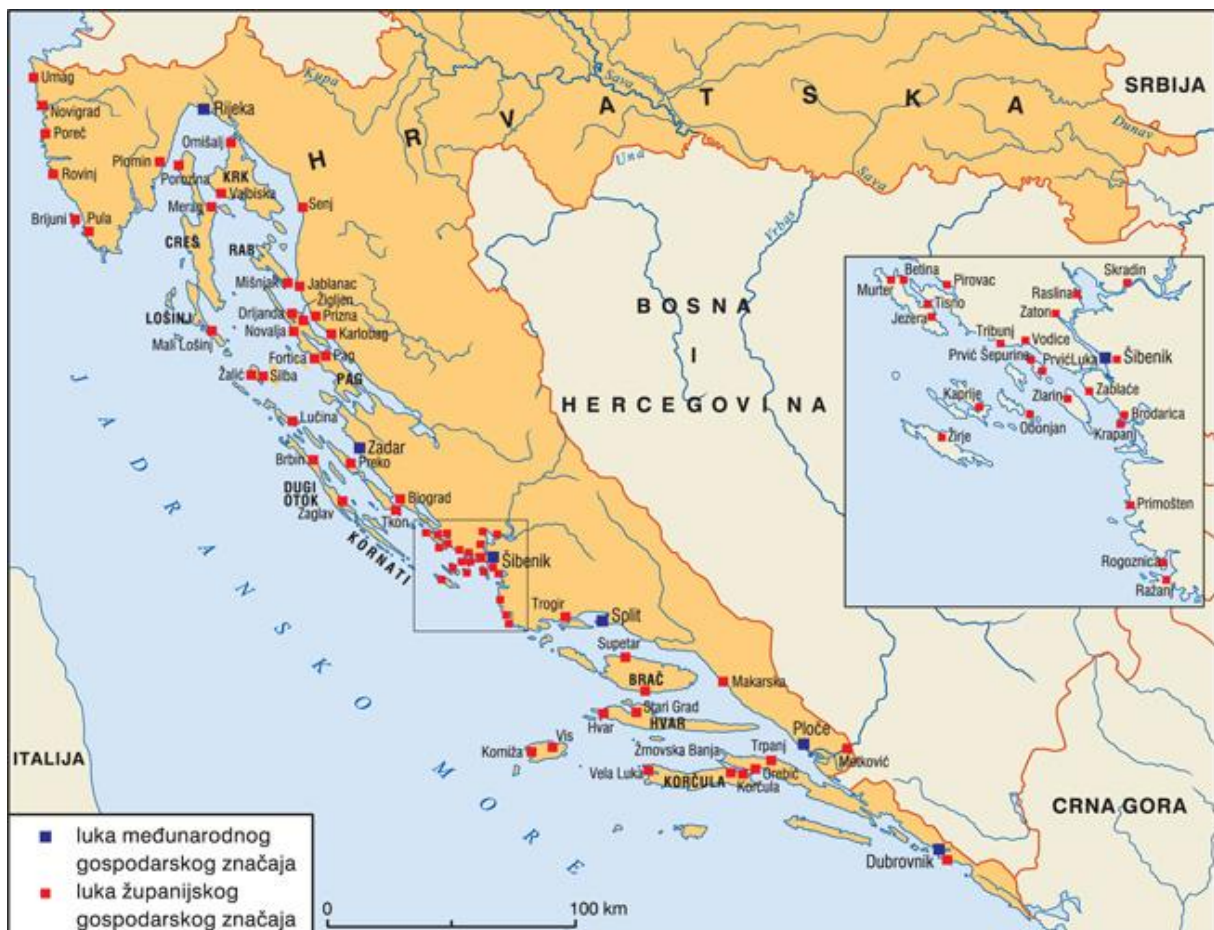 Umag
Novigrad
Poreč
Rovinj
Brijuni
Pula
Plomin
Rijeka
Omišalj
Porozina
KRK
Valbiska
Merag
Senj
CREŠ
RAB
Mišnjak
Jablanac
Žigljen
Drljanda
Prizna
Novalja
Karlobag
LOŠINJ
Mali Lošinj
Fortica
Pag
PAG
Žalić
Silba
Lučina
Zadar
Brbinj
Preko
DUGI
OTOK
Zaglav
Biograd
Tkon
KORNATI
Šibenik
Trogir
Split
Supetar
BRAČ
Makarska
Stari Grad
Hvar
HVAR
Vis
Komiža
Ploče
Metković
Žrnovska Banja
Trpanj
Orebić
Vela Luka
KORČULA
Korčula
Dubrovnik
Kupa
Sava
Una
Sava
Vrbas
Dunav
HRVATSKA
SRBIJA
BOSNA
I
HERCEGOVINA
CRNA GORA
ITALIJA
JADRANSKO MORE
Betina
Pirovac
Murter
Tisno
Jezera
Skradin
Raslina
Zaton
Tribunj
Vodice
Prvić Šepurina
PrvićLuka
Šibenik
Zablaće
Zlarin
Kaprije
Obonjan
Brodarica
Krapanj
Žirje
Primošten
Rogoznica
Ražanj
luka međunarodnog
gospodarskog značaja
luka županijskog
gospodarskog značaja
0
100 km